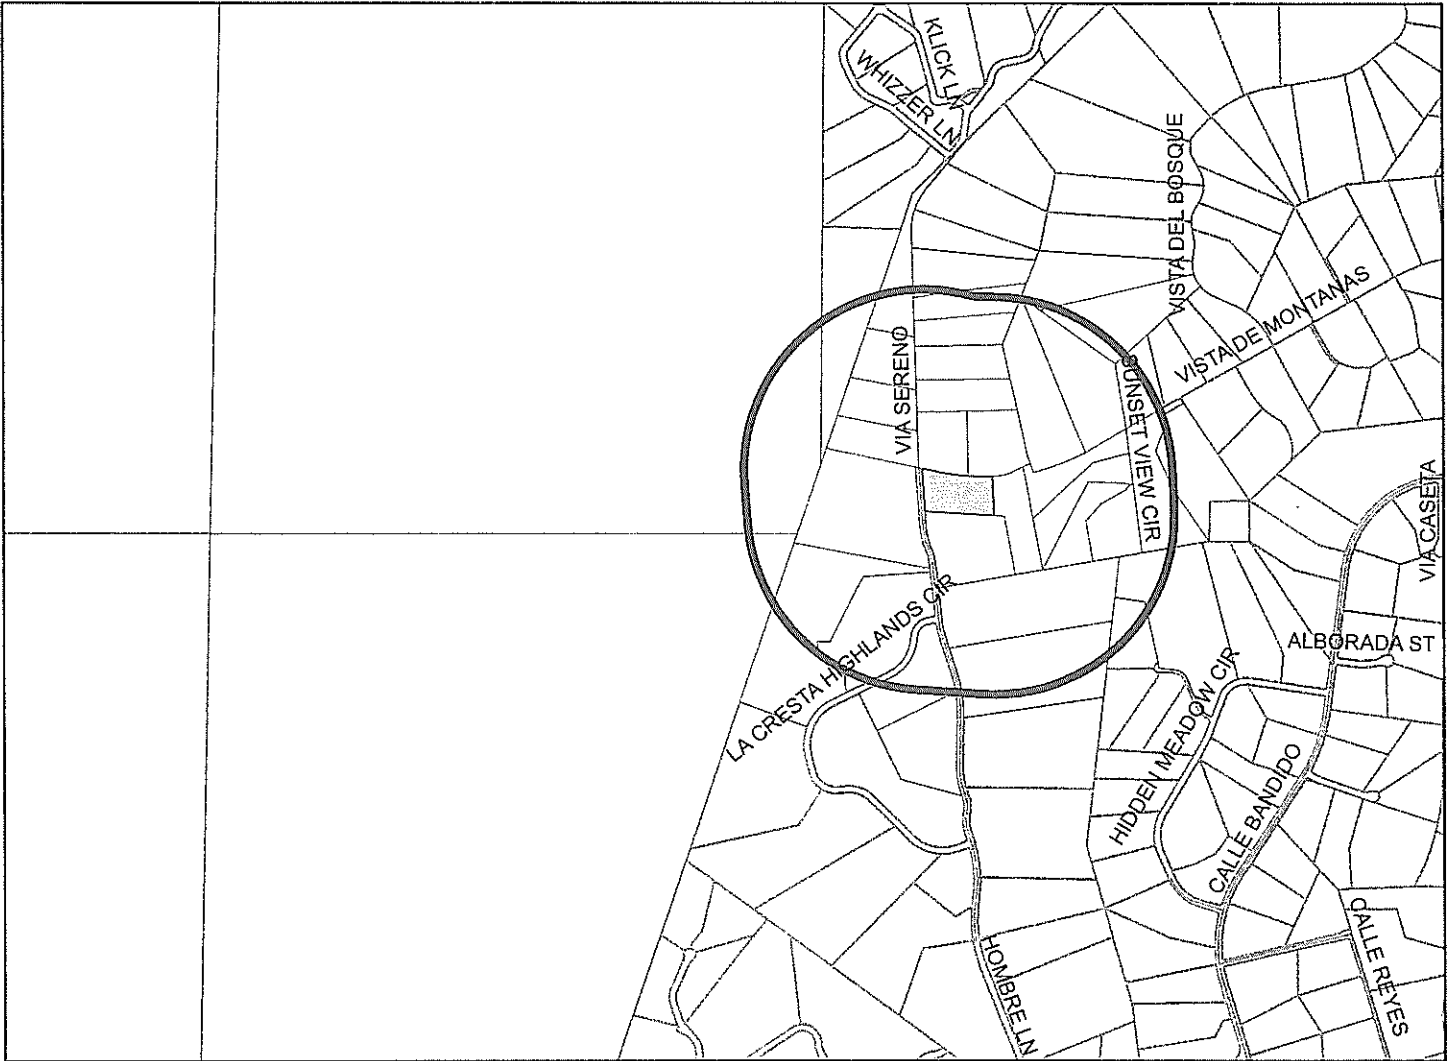 KLICK LN
WHIZZER LN
VISTA DEL BOSQUE
VISTA DE MONTANAS
VIA SERENO
SUNSET VIEW CIR
VIA CASETA
LA CRESTA HIGHLANDS CIR
ALBORADA ST
HIDDEN MEADOW CIR
CALLE BANDIDO
CALLE REYES
HOMBRE LN